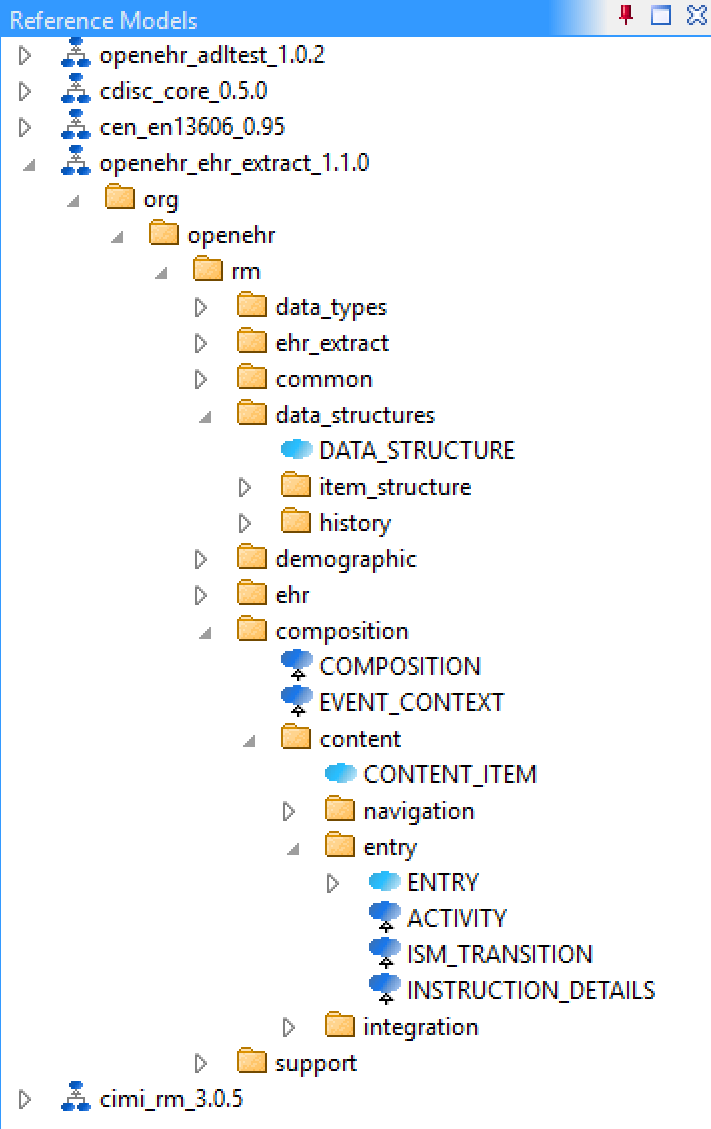 Reference Models
openehr_adltest_1.0.2
cdisc_core_0.5.0
cen_en13606_0.95
openehr_ehr_extract_1.1.0
org
openehr
rm
data_types
ehr_extract
common
data_structures
DATA_STRUCTURE
item_structure
history
demographic
ehr
composition
COMPOSITION
EVENT_CONTEXT
content
CONTENT_ITEM
navigation
entry
ENTRY
ACTIVITY
ISM_TRANSITION
INSTRUCTION_DETAILS
integration
support
cimi_rm_3.0.5